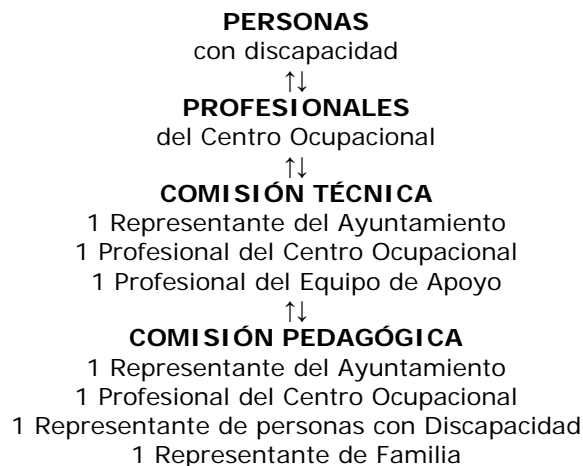 PERSONAS
con discapacidad
↑↓
PROFESIONALES
del Centro Ocupacional
↑↓
COMISIÓN TÉCNICA
1 Representante del Ayuntamiento
1 Profesional del Centro Ocupacional
1 Profesional del Equipo de Apoyo
↑↓
COMISIÓN PEDAGÓGICA
1 Representante del Ayuntamiento
1 Profesional del Centro Ocupacional
1 Representante de personas con Discapacidad
1 Representante de Familia